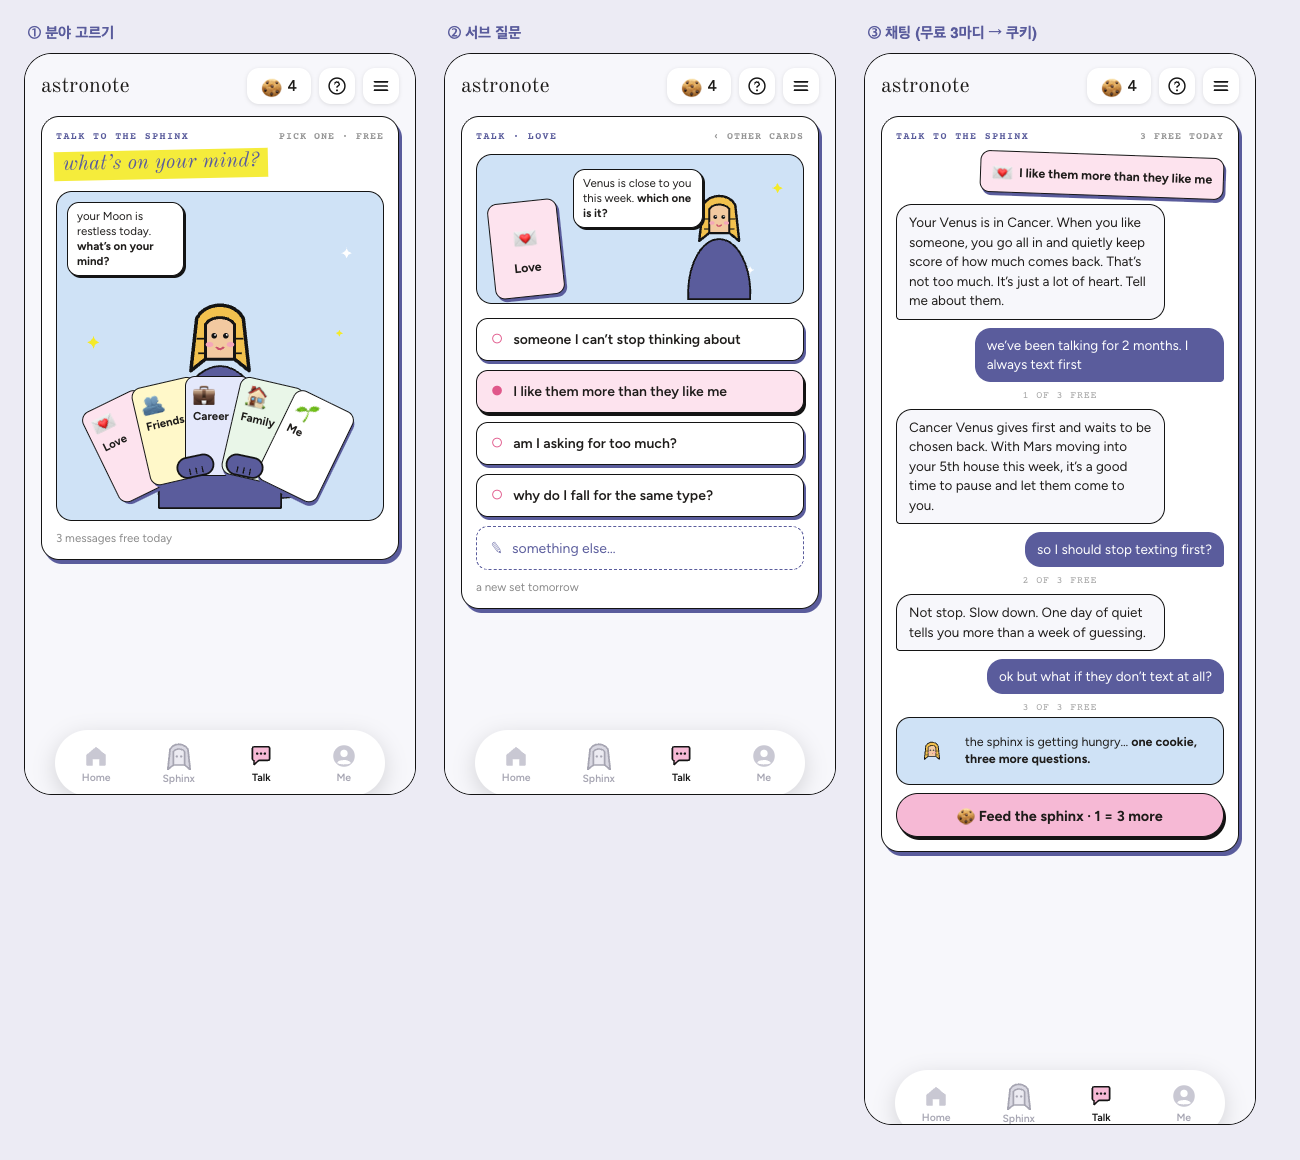 ① 분야 고르기
astronote
4
TALK TO THE SPHINX
PICK ONE · FREE
what's on your mind?
your Moon is
restless today.
what's on your
mind?
Love
Friends
Career
Family
Me
3 messages free today
Home
Sphinx
Talk
Me
② 서브 질문
astronote
4
TALK · LOVE
‹ OTHER CARDS
Venus is close to you
this week. which one
is it?
Love
someone I can't stop thinking about
I like them more than they like me
am I asking for too much?
why do I fall for the same type?
something else...
a new set tomorrow
Home
Sphinx
Talk
Me
③ 채팅 (무료 3마디 → 쿠키)
astronote
4
TALK TO THE SPHINX
3 FREE TODAY
I like them more than they like me
Your Venus is in Cancer. When you like
someone, you go all in and quietly keep
score of how much comes back. That's
not too much. It's just a lot of heart. Tell
me about them.
we've been talking for 2 months. I
always text first
1 OF 3 FREE
Cancer Venus gives first and waits to be
chosen back. With Mars moving into
your 5th house this week, it's a good
time to pause and let them come to
you.
so I should stop texting first?
2 OF 3 FREE
Not stop. Slow down. One day of quiet
tells you more than a week of guessing.
ok but what if they don't text at all?
3 OF 3 FREE
the sphinx is getting hungry... one cookie,
three more questions.
Feed the sphinx · 1 = 3 more
Home
Sphinx
Talk
Me